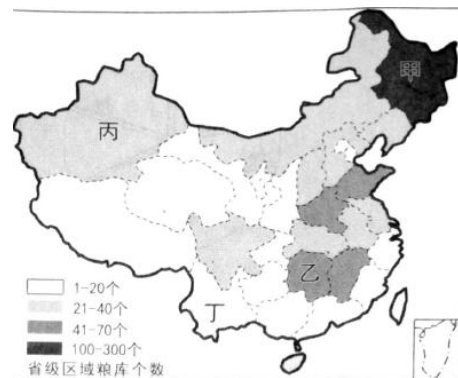 甲
丙
乙
丁
1-20个
21-40个
41-70个
100-300个
省级区域粮库个数